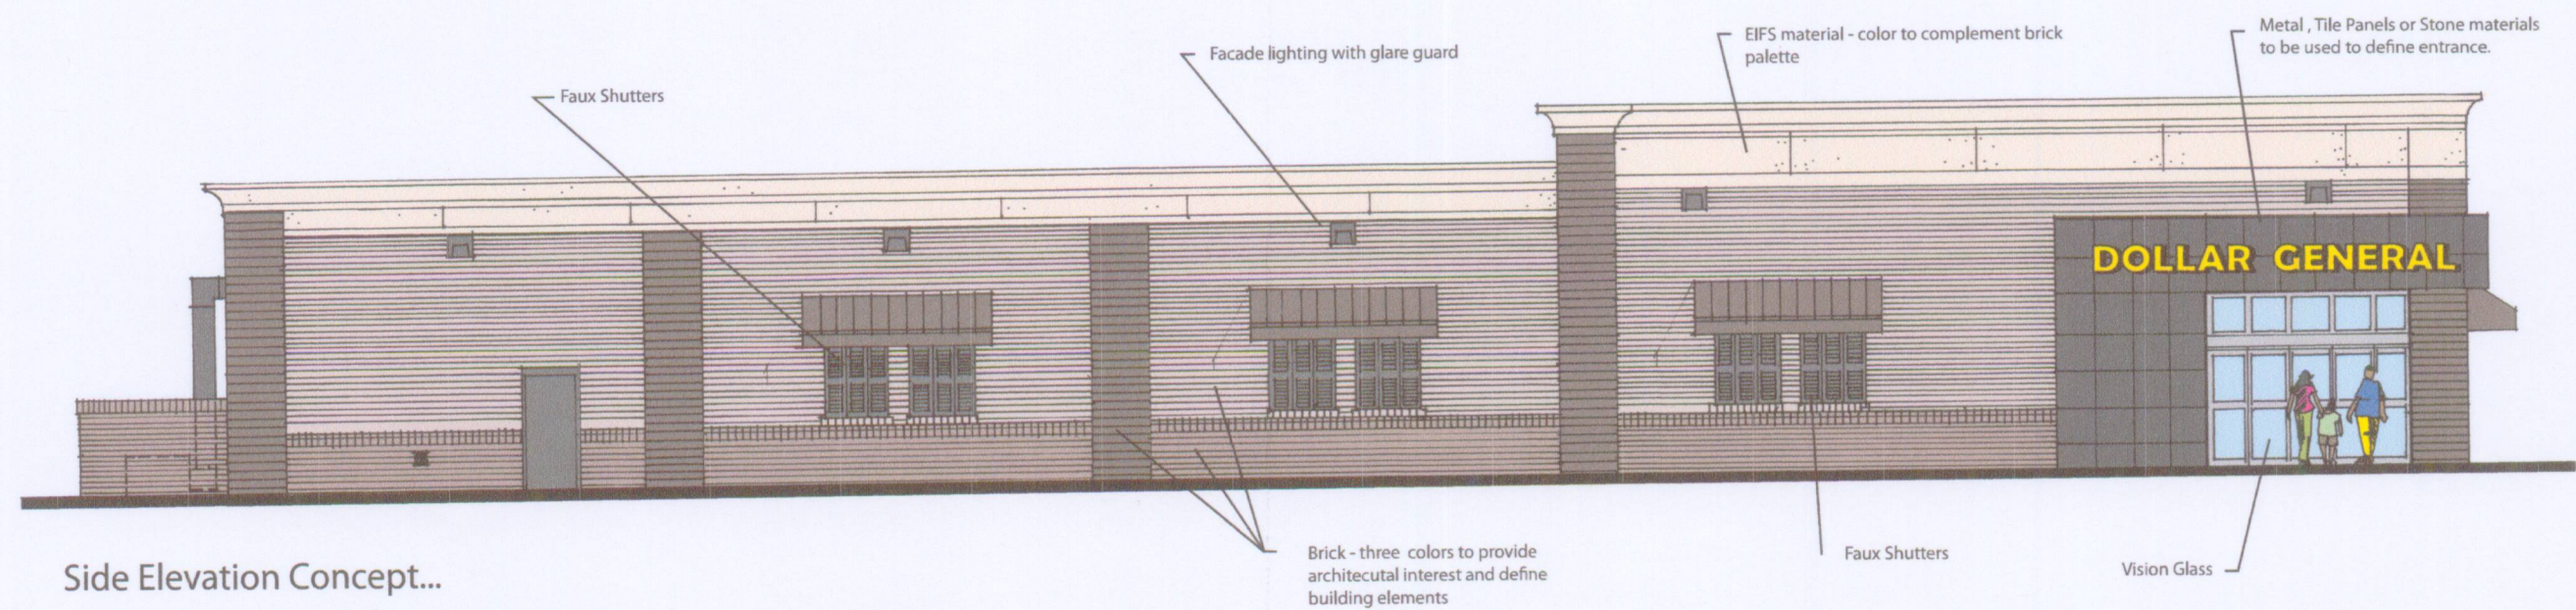 Faux Shutters
Facade lighting with glare guard
EIFS material - color to complement brick
palette
Metal , Tile Panels or Stone materials
to be used to define entrance.
DOLLAR GENERAL
Side Elevation Concept...
Brick - three colors to provide
architecutal interest and define
building elements
Faux Shutters
Vision Glass